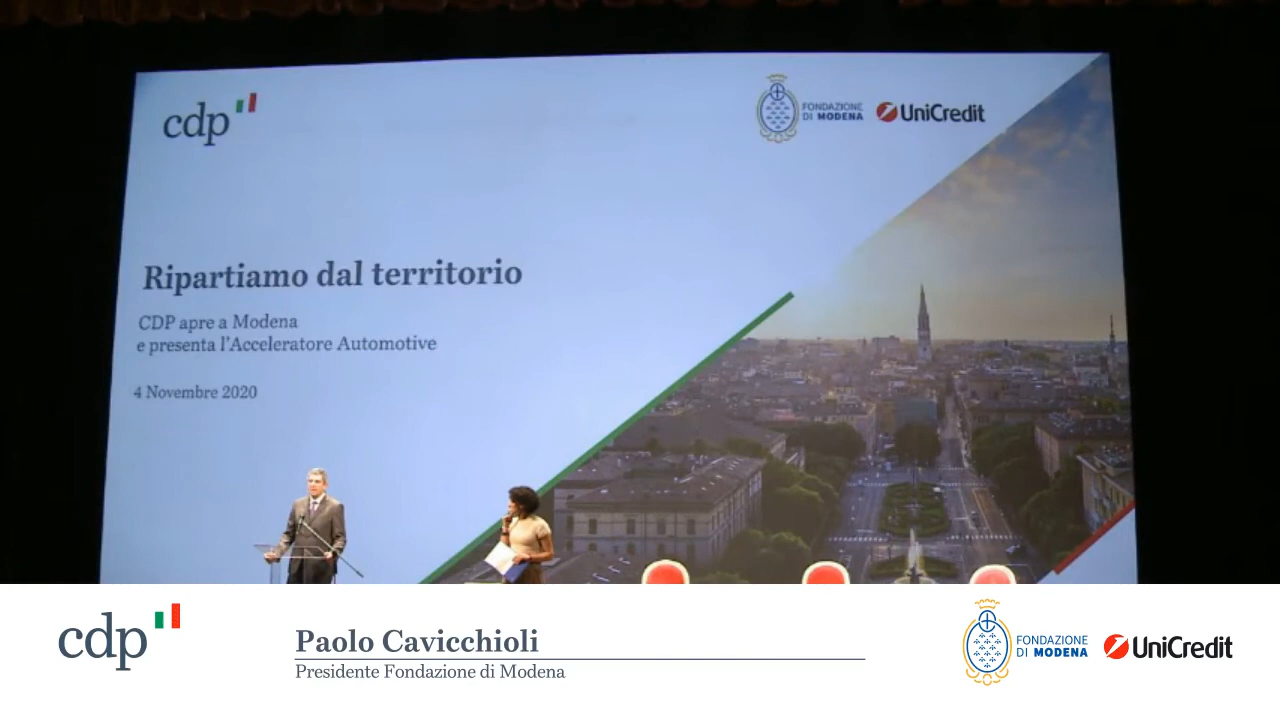 cdp
FONDAZIONE
DI MODENA
UniCredit
Ripartiamo dal territorio
CDP apre a Modena
e presenta l'Acceleratore Automotive
4 Novembre 2020
cdp
Paolo Cavicchioli
Presidente Fondazione di Modena
FONDAZIONE
DI MODENA
UniCredit